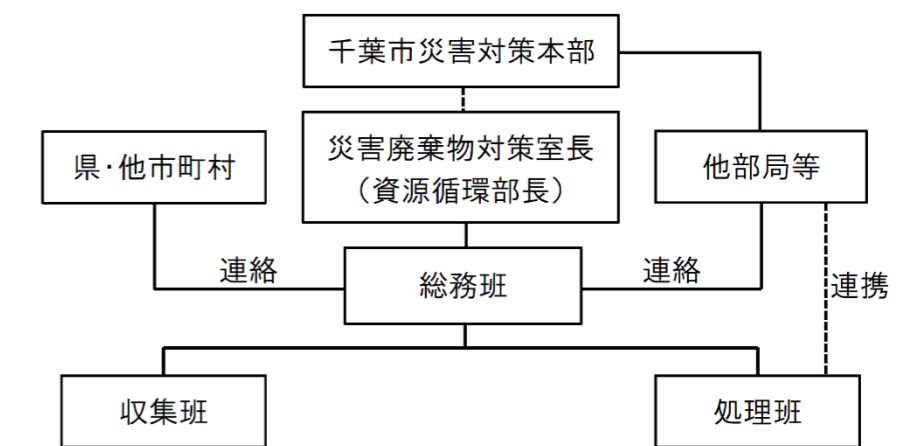 千葉市災害対策本部
災害廃棄物対策室長
（資源循環部長）
県・他市町村
他部局等
連絡
総務班
連絡
連携
収集班
処理班